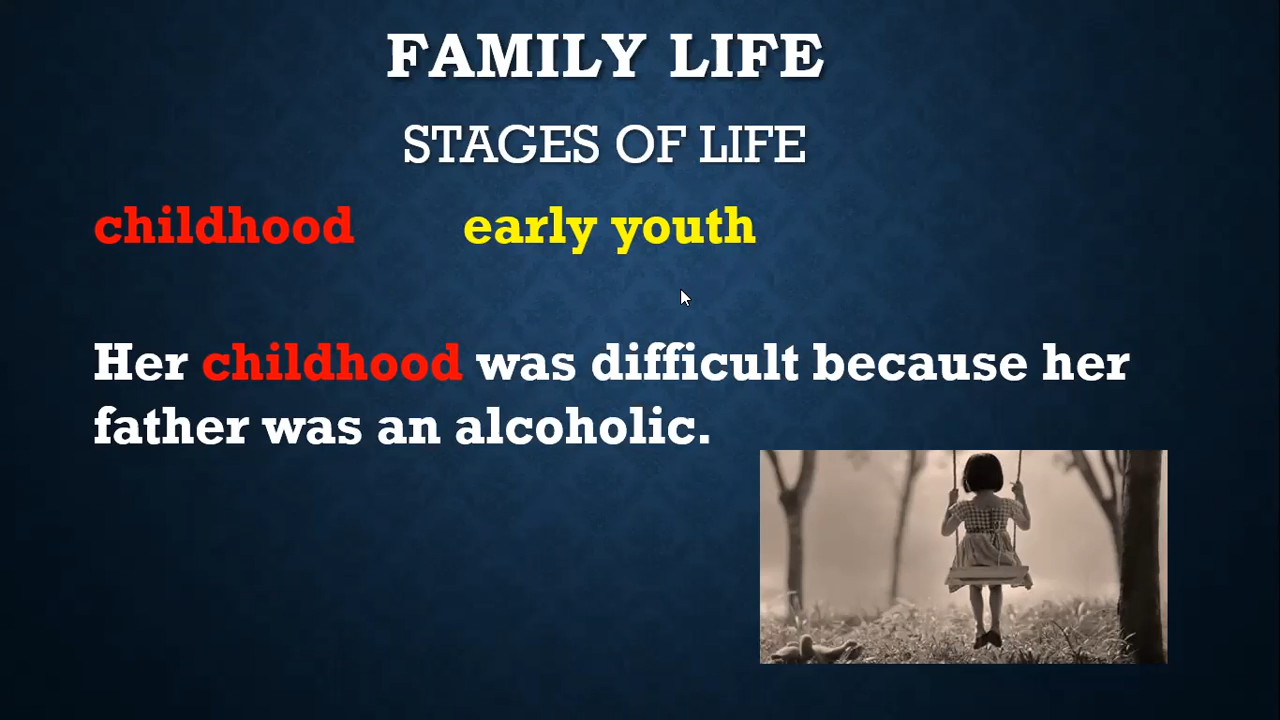 FAMILY LIFE
STAGES OF LIFE
childhood early youth
Her childhood was difficult because her
father was an alcoholic.